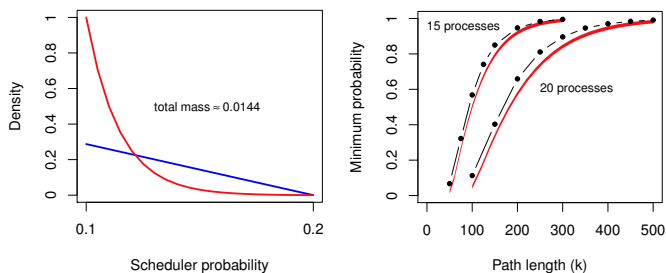 Density
1
0.8
0.6
0.4
0.2
0
total mass ≈ 0.0144
0.1
0.2
Scheduler probability
Minimum probability
1
0.8
0.6
0.4
0.2
0
15 processes
20 processes
0 100 200 300 400 500
Path length (k)